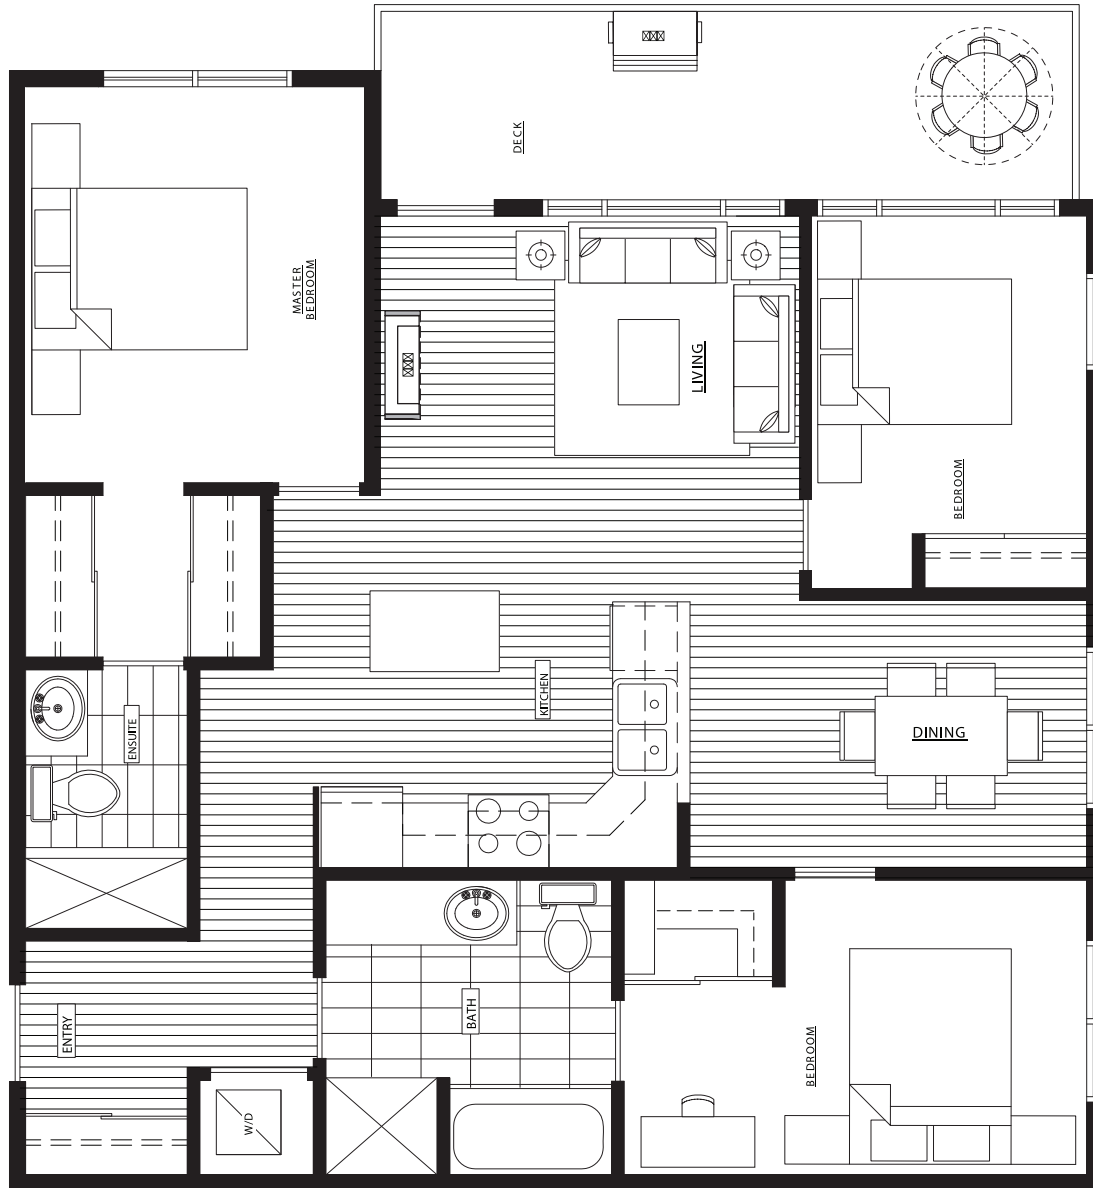 DECK
MASTER
BEDROOM
LIVING
BEDROOM
KITCHEN
ENSUITE
DINING
ENTRY
BATH
BEDROOM
W/D